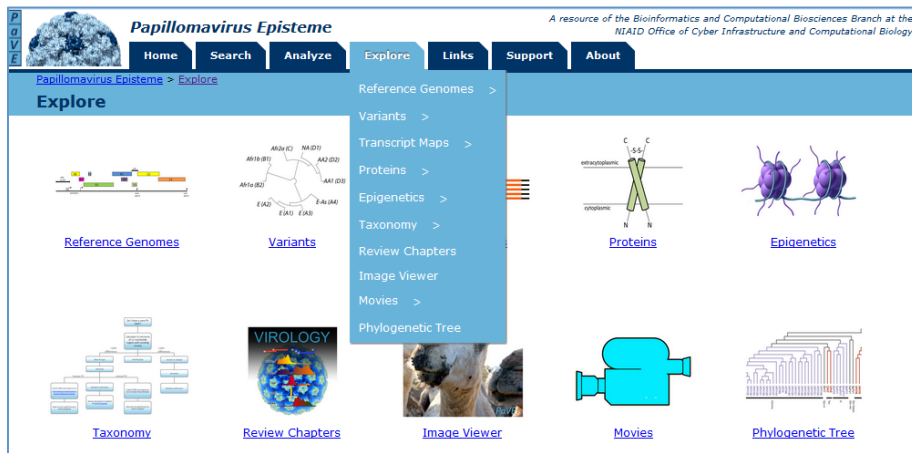 PaVE
Papillomavirus Episteme
A resource of the Bioinformatics and Computational Biosciences Branch at the
NIAID Office of Cyber Infrastructure and Computational Biology
Home Search Analyze Explore Links Support About
Papillomavirus Episteme > Explore
Explore
Reference Genomes >
Variants >
Transcript Maps >
Proteins >
Epigenetics >
Taxonomy >
Review Chapters
Image Viewer
Movies >
Phylogenetic Tree
Afr2a (C)
NA (D1)
Afr1b (B1)
AA2 (D2)
AA1 (D3)
Afr1a (B2)
E-As (A4)
E (A2)
E (A1)
E (A3)
C C
-S-S-
extracytoplasmic
cytoplasmic
N N
Reference Genomes
Variants
Proteins
Epigenetics
VIROLOGY
PaVE
Taxonomy
Review Chapters
Image Viewer
Movies
Phylogenetic Tree